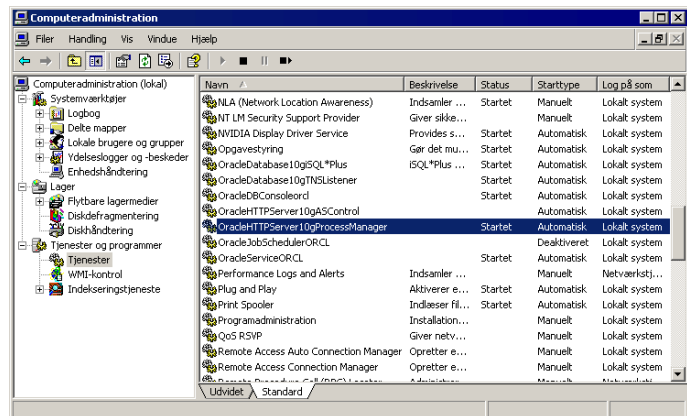 Computeradministration
Filer Handling Vis Vindue Hjælp
Computeradministration (lokal)
Systemværktøjer
Logbog
Delte mapper
Lokale brugere og grupper
Ydelseslogger og -beskeder
Enhedshåndtering
Lager
Flytbare lagermedier
Diskdefragmentering
Diskhåndtering
Tjenester og programmer
Tjenester
WMI-kontrol
Indekseringstjeneste
Navn Beskrivelse Status Starttype Log på som
NLA (Network Location Awareness) Indsamler ... Startet Manuelt Lokalt system
NT LM Security Support Provider Giver sikke... Startet Manuelt Lokalt system
NVIDIA Display Driver Service Provides s... Startet Automatisk Lokalt system
Opgavestyring Gør det mu... Startet Automatisk Lokalt system
OracleDatabase10giSQL*Plus iSQL*Plus ... Startet Automatisk Lokalt system
OracleDatabase10gTNSListener Startet Automatisk Lokalt system
OracleDBConsoleorcl Startet Automatisk Lokalt system
OracleHTTPServer10gASControl Automatisk Lokalt system
OracleHTTPServer10gProcessManager Startet Automatisk Lokalt system
OracleJobSchedulerORCL Deaktiveret Lokalt system
OracleServiceORCL Startet Automatisk Lokalt system
Performance Logs and Alerts Indsamler ... Manuelt Netværkstj...
Plug and Play Aktiverer e... Startet Automatisk Lokalt system
Print Spooler Indlæser fil... Startet Automatisk Lokalt system
Programadministration Installation... Manuelt Lokalt system
QoS RSVP Giver netv... Manuelt Lokalt system
Remote Access Auto Connection Manager Opretter e... Manuelt Lokalt system
Remote Access Connection Manager Opretter e... Manuelt Lokalt system
Udvidet Standard